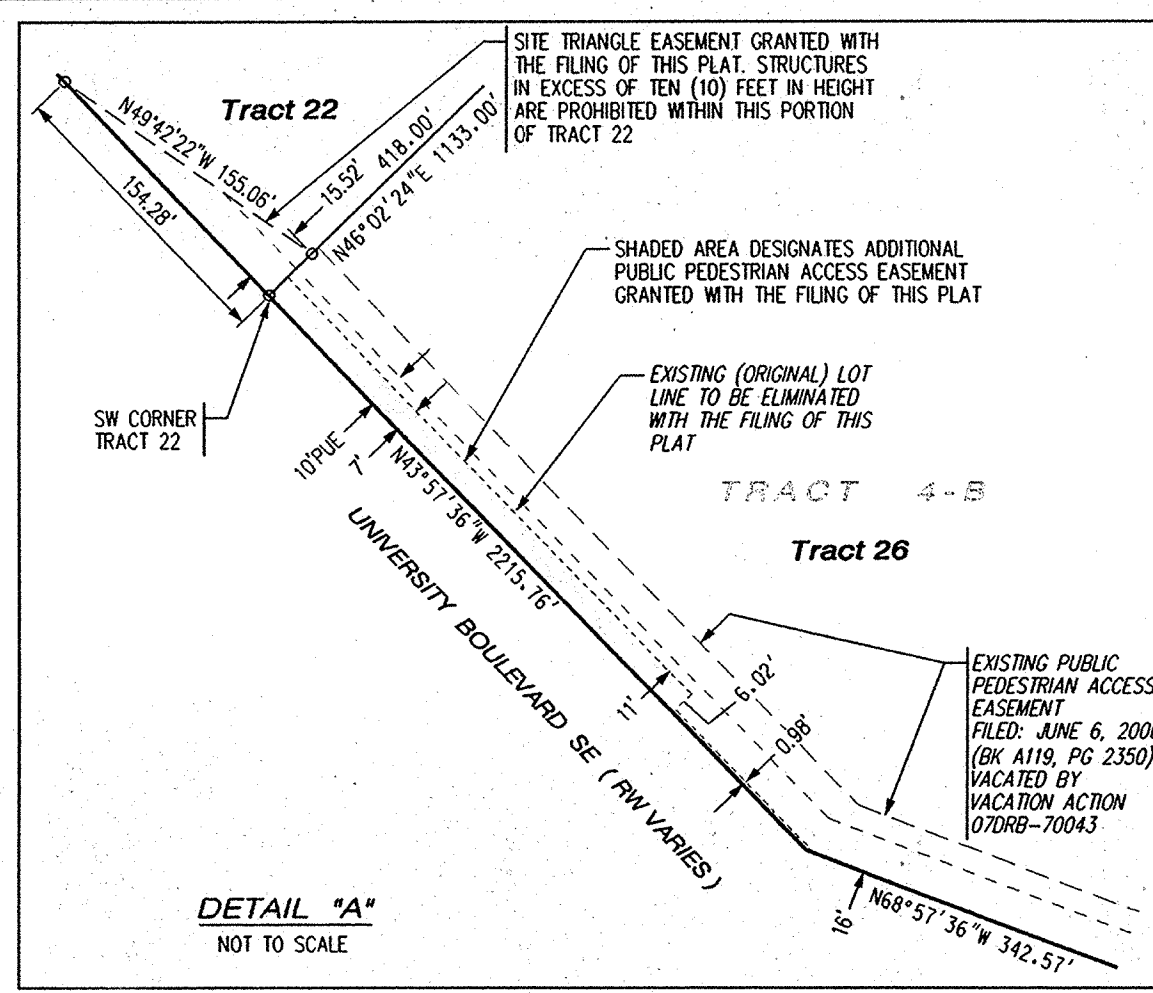 SITE TRIANGLE EASEMENT GRANTED WITH
THE FILING OF THIS PLAT. STRUCTURES
IN EXCESS OF TEN (10) FEET IN HEIGHT
ARE PROHIBITED WITHIN THIS PORTION
OF TRACT 22
Tract 22
N49°42'22"W 155.06'
154.28'
15.52'
418.00'
N46°02'24"E 1133.00'
SHADED AREA DESIGNATES ADDITIONAL
PUBLIC PEDESTRIAN ACCESS EASEMENT
GRANTED WITH THE FILING OF THIS PLAT
EXISTING (ORIGINAL) LOT
LINE TO BE ELIMINATED
WITH THE FILING OF THIS
PLAT
SW CORNER
TRACT 22
10'PUE
7'
N43°57'36"W 2215.76'
TRACT 4-B
Tract 26
UNIVERSITY BOULEVARD SE (RW VARIES)
11'
6.02'
0.98'
EXISTING PUBLIC
PEDESTRIAN ACCESS
EASEMENT
FILED: JUNE 6,
(BK A119, PG 2350)
VACATED BY
VACATION ACTION
07DRB-70043
16'
N68°57'36"W 342.57'
DETAIL "A"
NOT TO SCALE